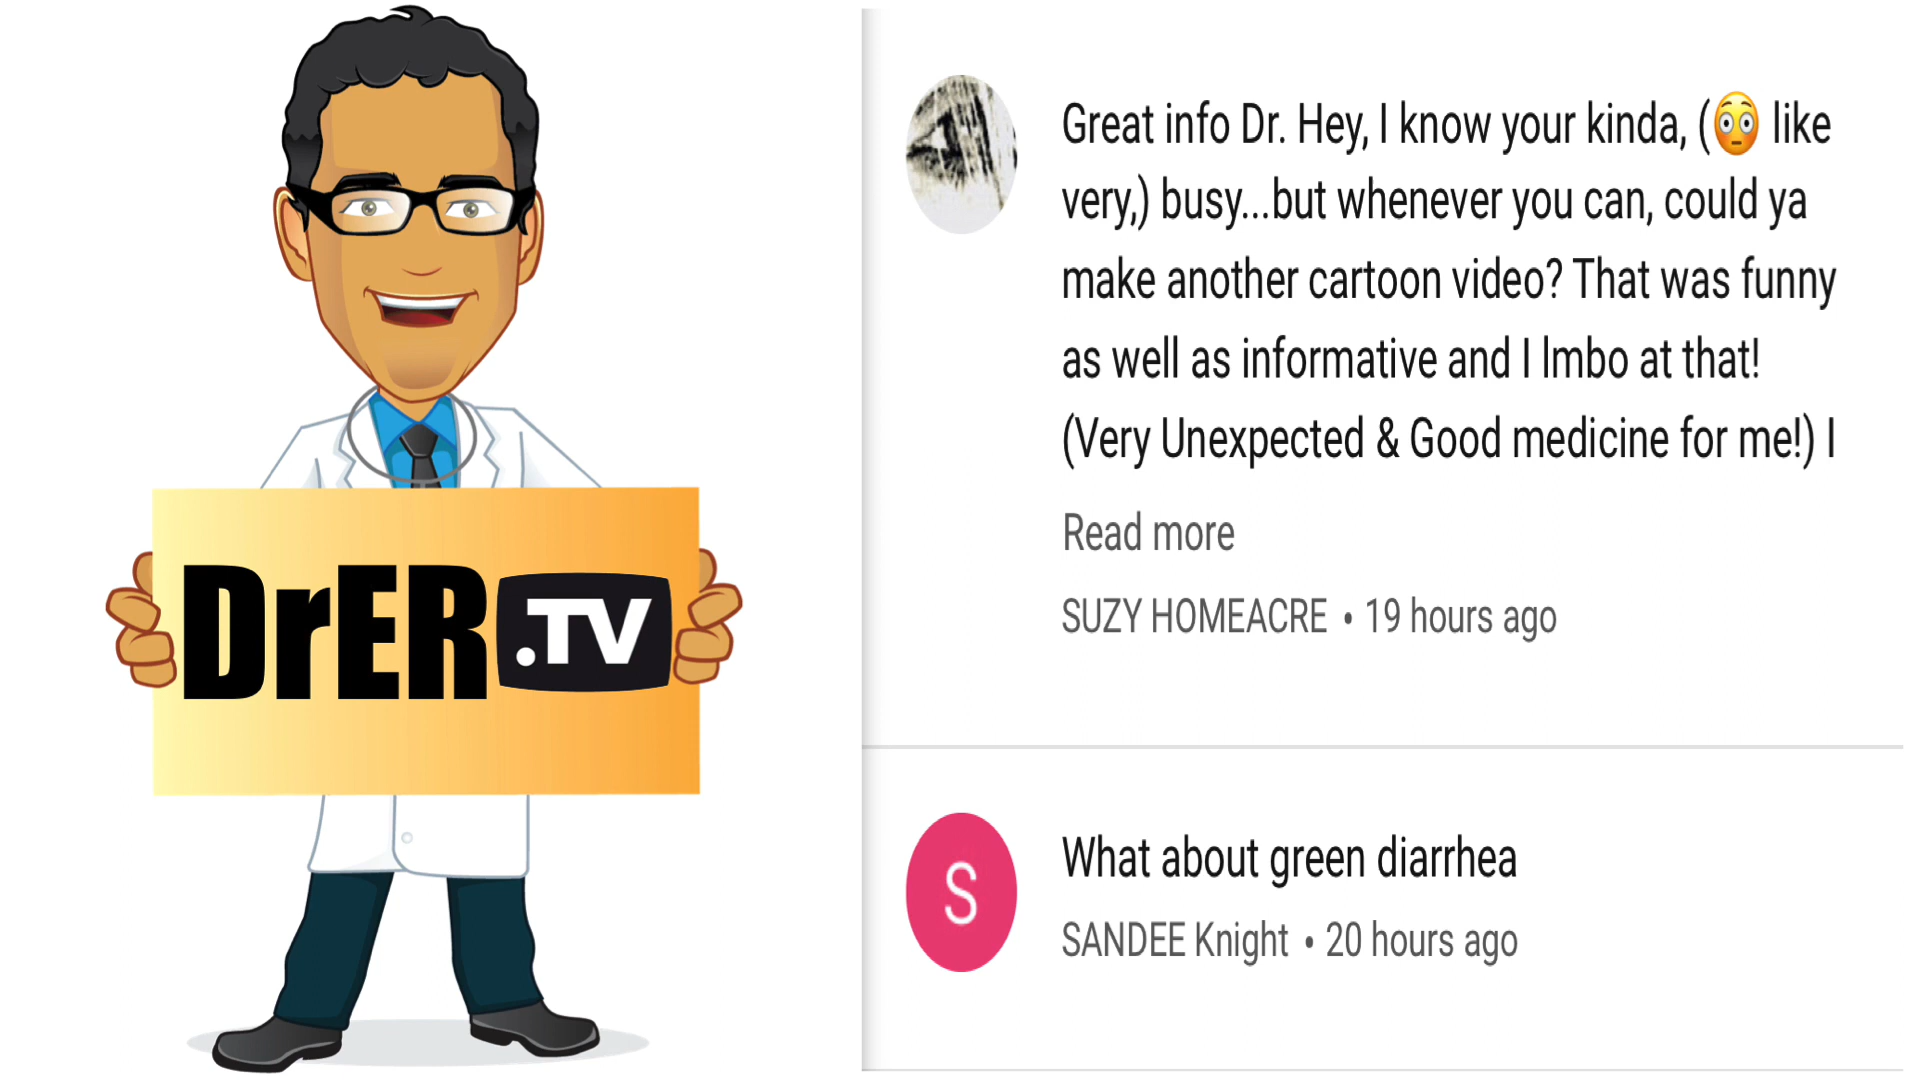 DrER.TV
Great info Dr. Hey, I know your kinda, (😳 like
very,) busy...but whenever you can, could ya
make another cartoon video? That was funny
as well as informative and I lmbo at that!
(Very Unexpected & Good medicine for me!) I
Read more
SUZY HOMEACRE • 19 hours ago
S
What about green diarrhea
SANDEE Knight • 20 hours ago